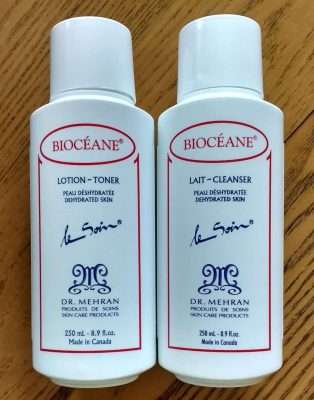 BIOCÉANE®
LOTION – TONER
PEAU DÉSHYDRATÉE
DEHYDRATED SKIN
le Soin®
DR. MEHRAN
PRODUITS DE SOINS
SKIN CARE PRODUCTS
250 mL - 8.9 fl.oz.
Made in Canada
BIOCÉANE®
LAIT – CLEANSER
PEAU DÉSHYDRATÉE
DEHYDRATED SKIN
le Soin®
DR. MEHRAN
PRODUITS DE SOINS
SKIN CARE PRODUCTS
250 mL - 8.9 fl.oz.
Made in Canada